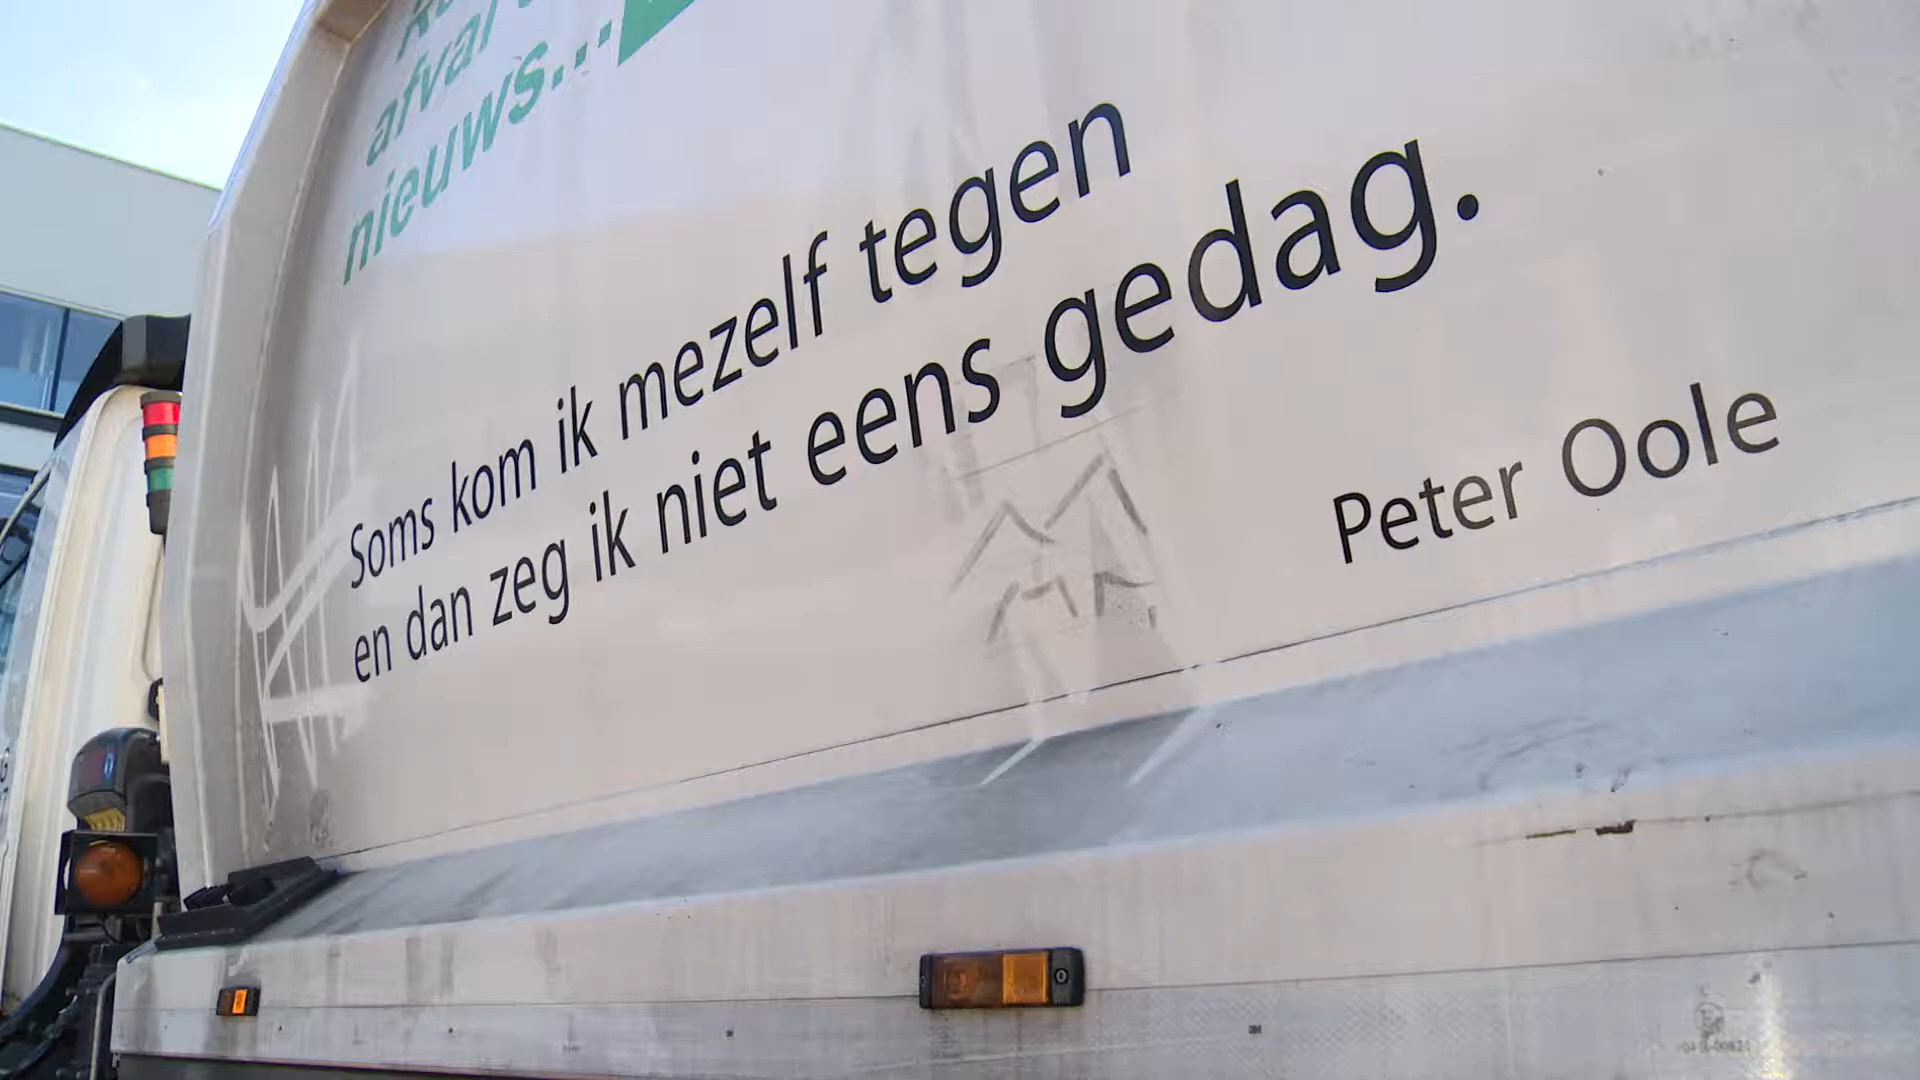 nieuws...
Soms kom ik mezelf tegen
en dan zeg ik niet eens gedag.
Peter Oole